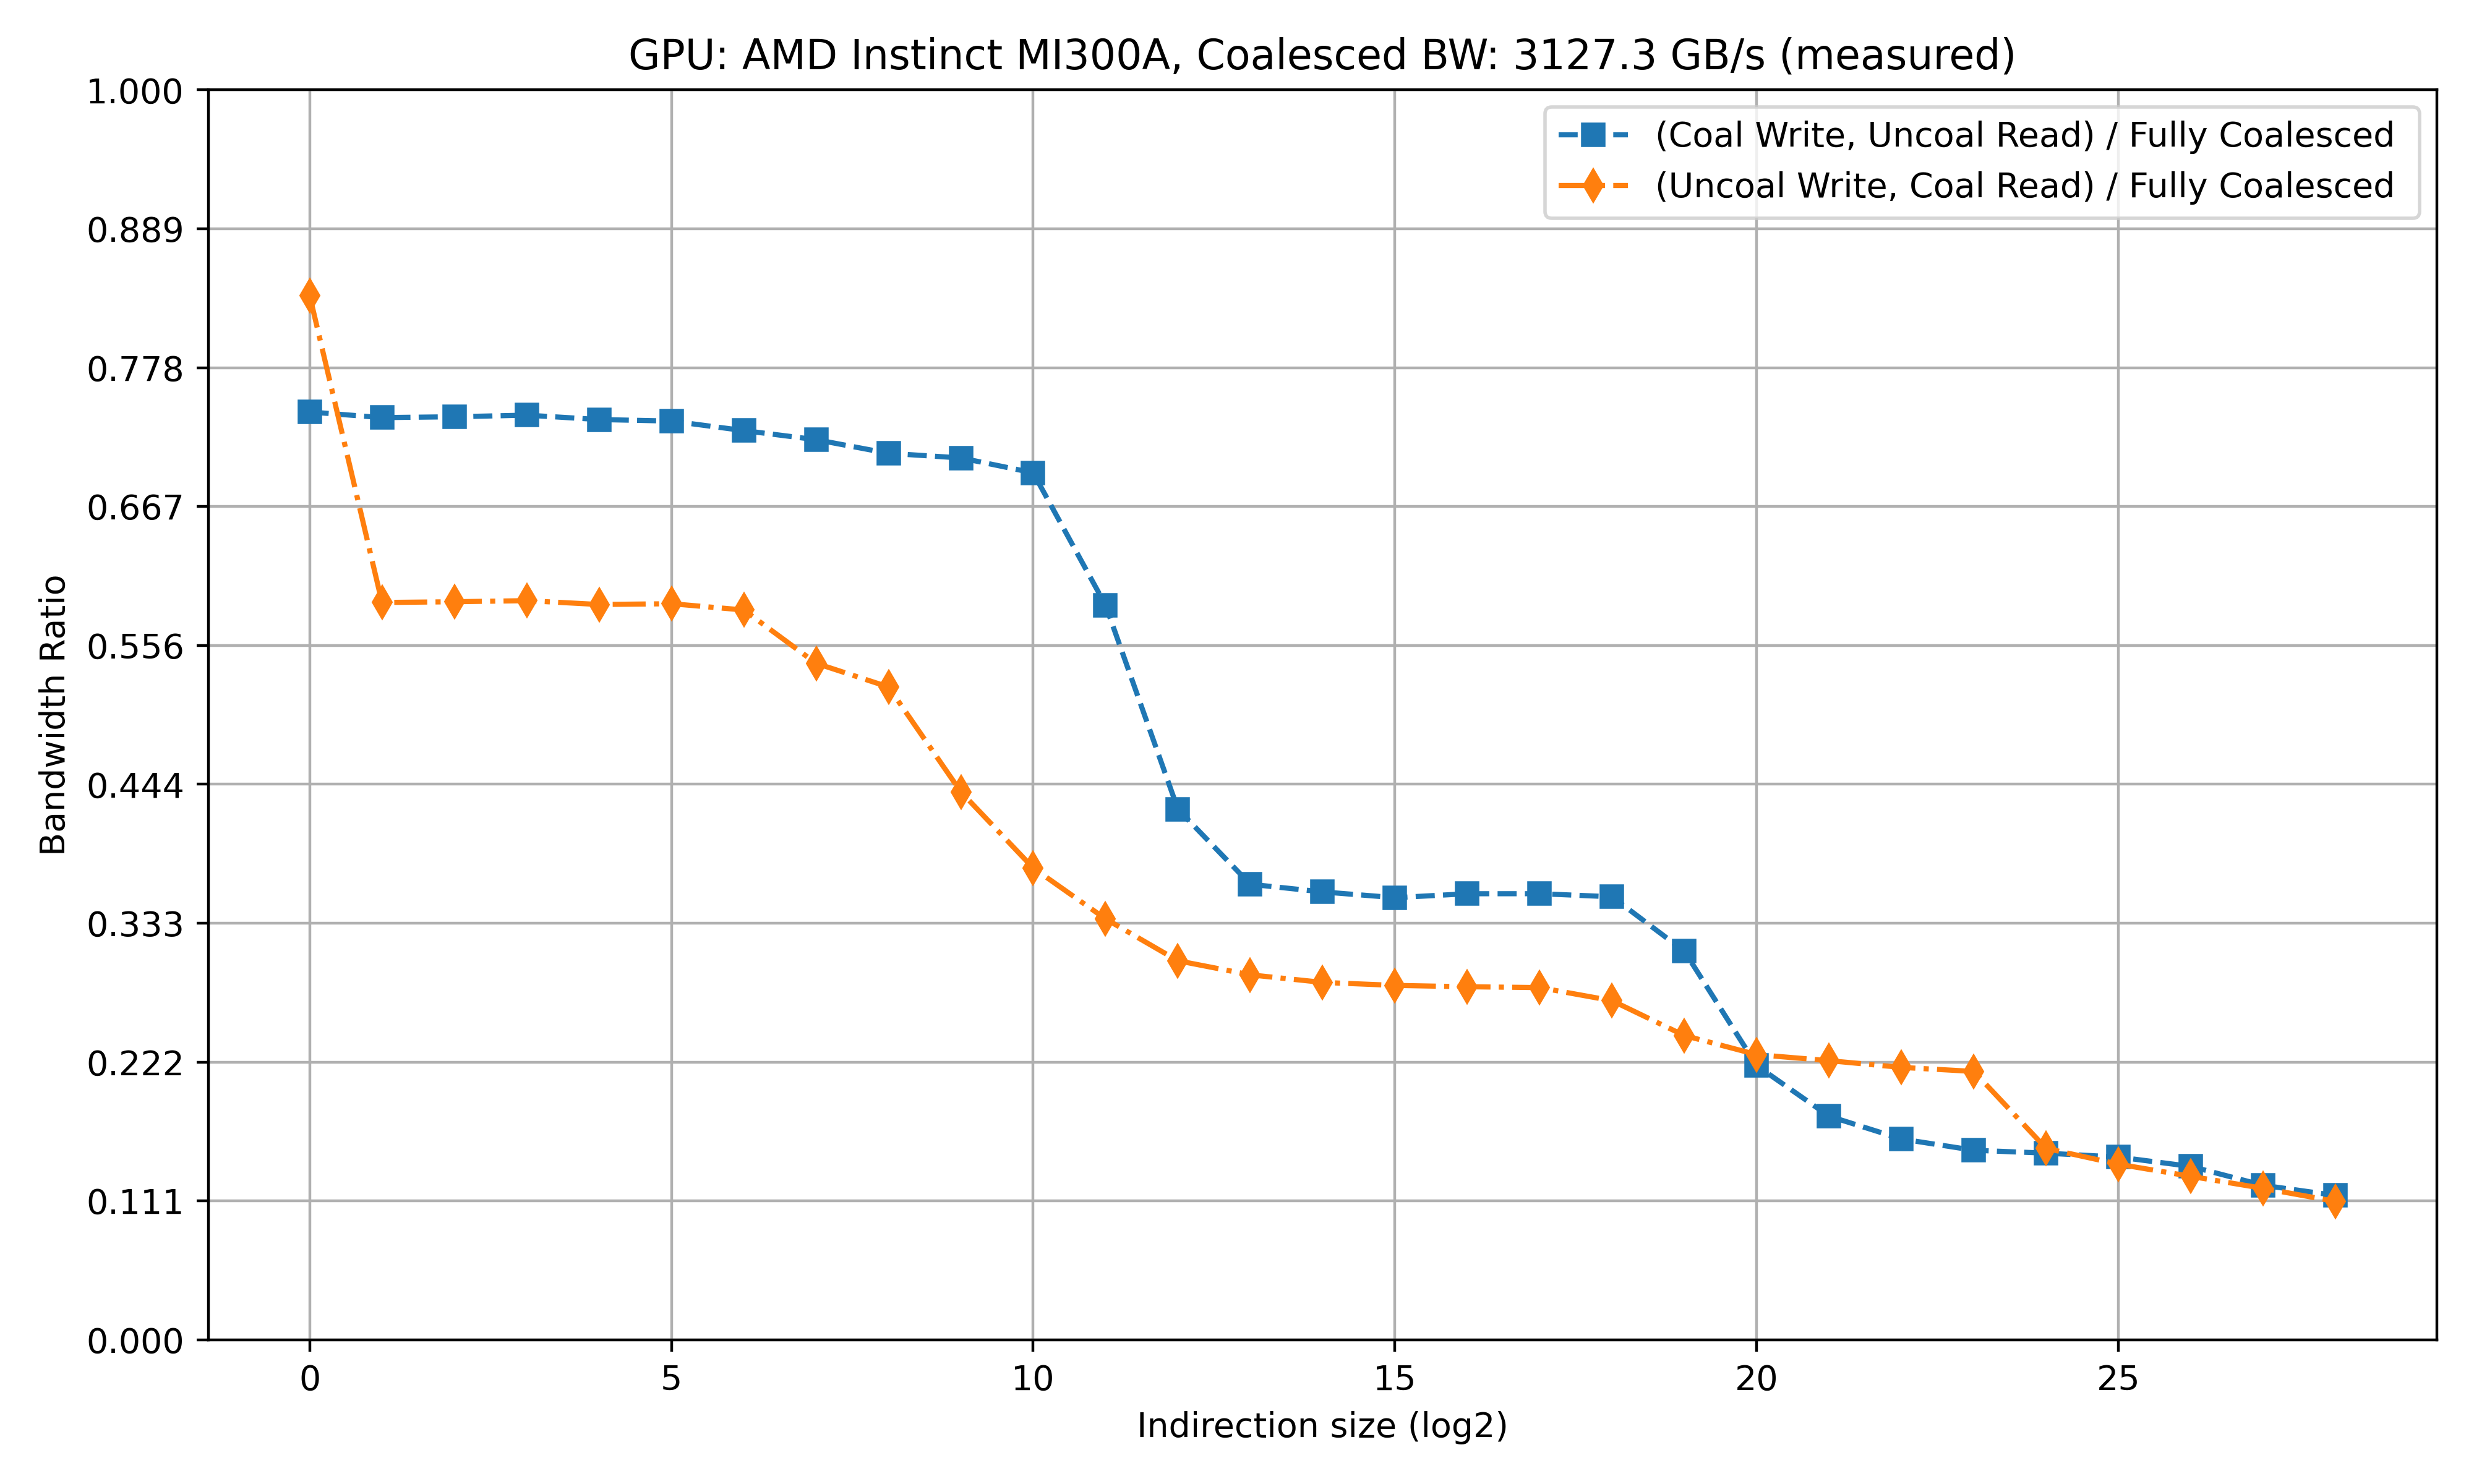 GPU: AMD Instinct MI300A, Coalesced BW: 3127.3 GB/s (measured)
(Coal Write, Uncoal Read) / Fully Coalesced
(Uncoal Write, Coal Read) / Fully Coalesced
Bandwidth Ratio
1.000
0.889
0.778
0.667
0.556
0.444
0.333
0.222
0.111
0.000
0 5 10 15 20 25
Indirection size (log2)